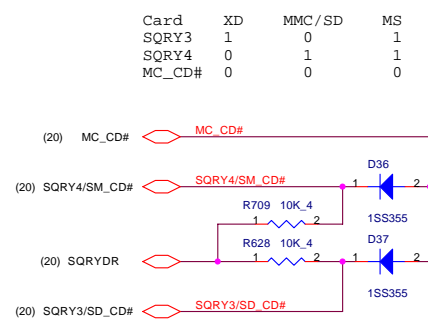 Card XD MMC/SD MS
SQRY3 1 0 1
SQRY4 0 1 1
MC_CD# 0 0 0
(20) MC_CD# MC_CD#
D36
(20) SQRY4/SM_CD# SQRY4/SM_CD# 1 2
R709 10K_4 1SS355
1 2
R628 10K_4 D37
(20) SQRYDR 1 2 1 2
1SS355
(20) SQRY3/SD_CD# SQRY3/SD_CD#